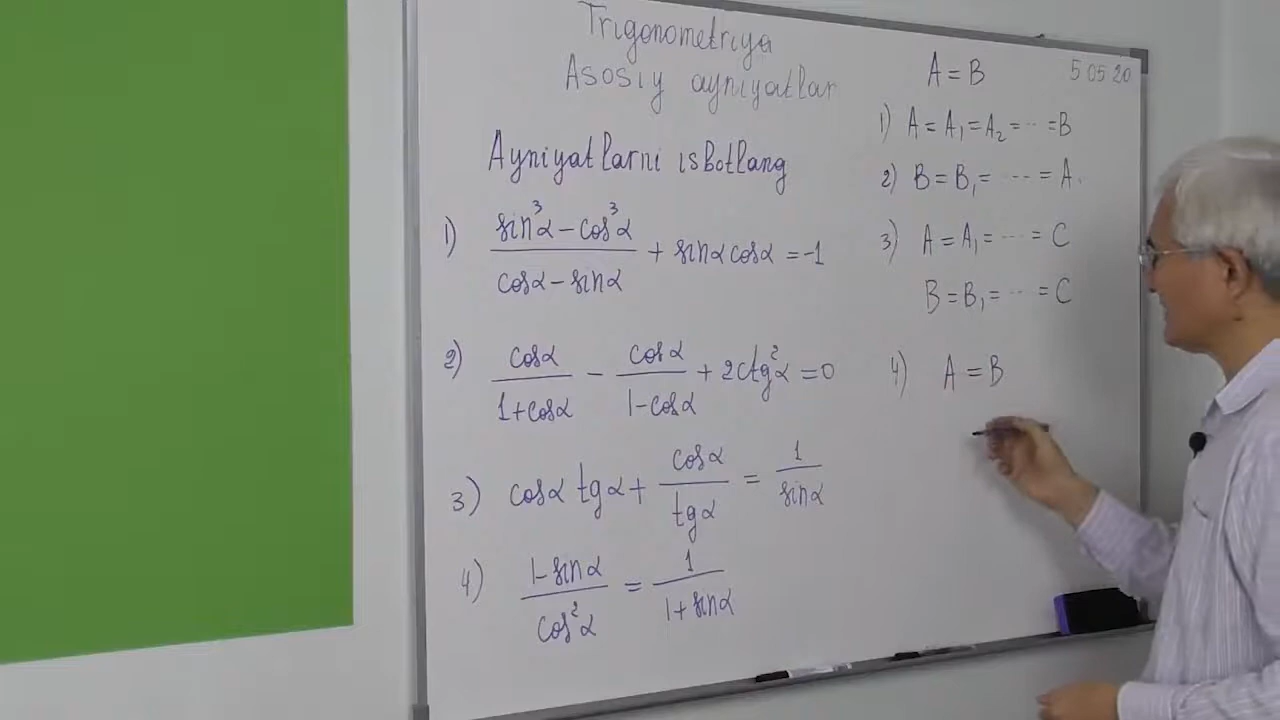 Trigonometriya
Asosiy ayniyatlar
Ayniyatlarni isbotlang
1) (sin³α − cos³α)/(cosα − sinα) + sinα cosα = −1
2) cosα/(1+cosα) − cosα/(1−cosα) + 2ctg²α = 0
3) cosα tgα + cosα/tgα = 1/sinα
4) (1−sinα)/cos²α = 1/(1+sinα)
A = B
5 05 20
1) A = A₁ = A₂ = ··· = B
2) B = B₁ = ···· = A.
3) A = A₁ = ···· = C
B = B₁ = ··· = C
4) A = B